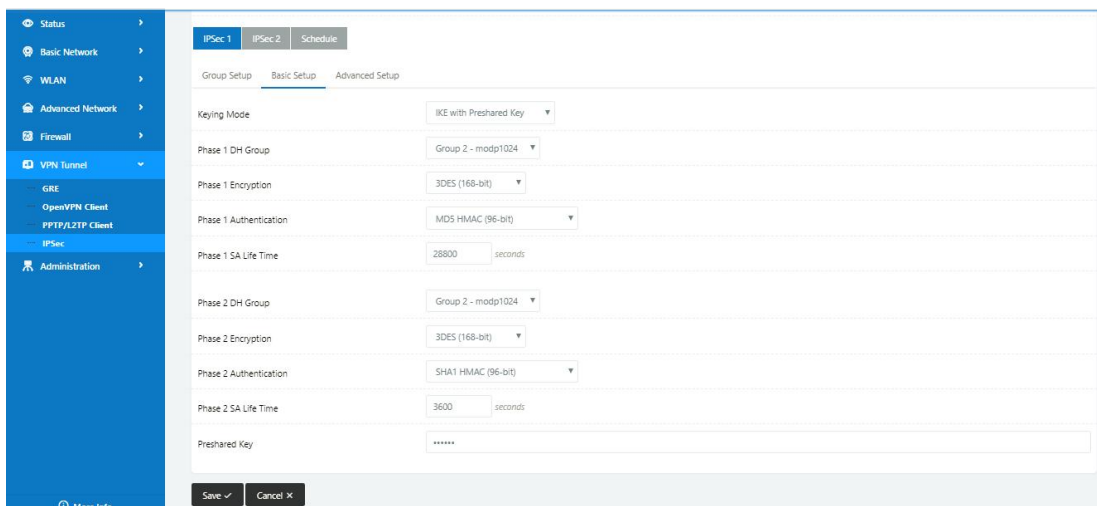 Status
Basic Network
WLAN
Advanced Network
Firewall
VPN Tunnel
GRE
OpenVPN Client
PPTP/L2TP Client
IPSec
Administration
More Info
IPSec 1 IPSec 2 Schedule
Group Setup Basic Setup Advanced Setup
Keying Mode IKE with Preshared Key
Phase 1 DH Group Group 2 - modp1024
Phase 1 Encryption 3DES (168-bit)
Phase 1 Authentication MD5 HMAC (96-bit)
Phase 1 SA Life Time 28800 seconds
Phase 2 DH Group Group 2 - modp1024
Phase 2 Encryption 3DES (168-bit)
Phase 2 Authentication SHA1 HMAC (96-bit)
Phase 2 SA Life Time 3600 seconds
Preshared Key ••••••
Save ✓ Cancel ×